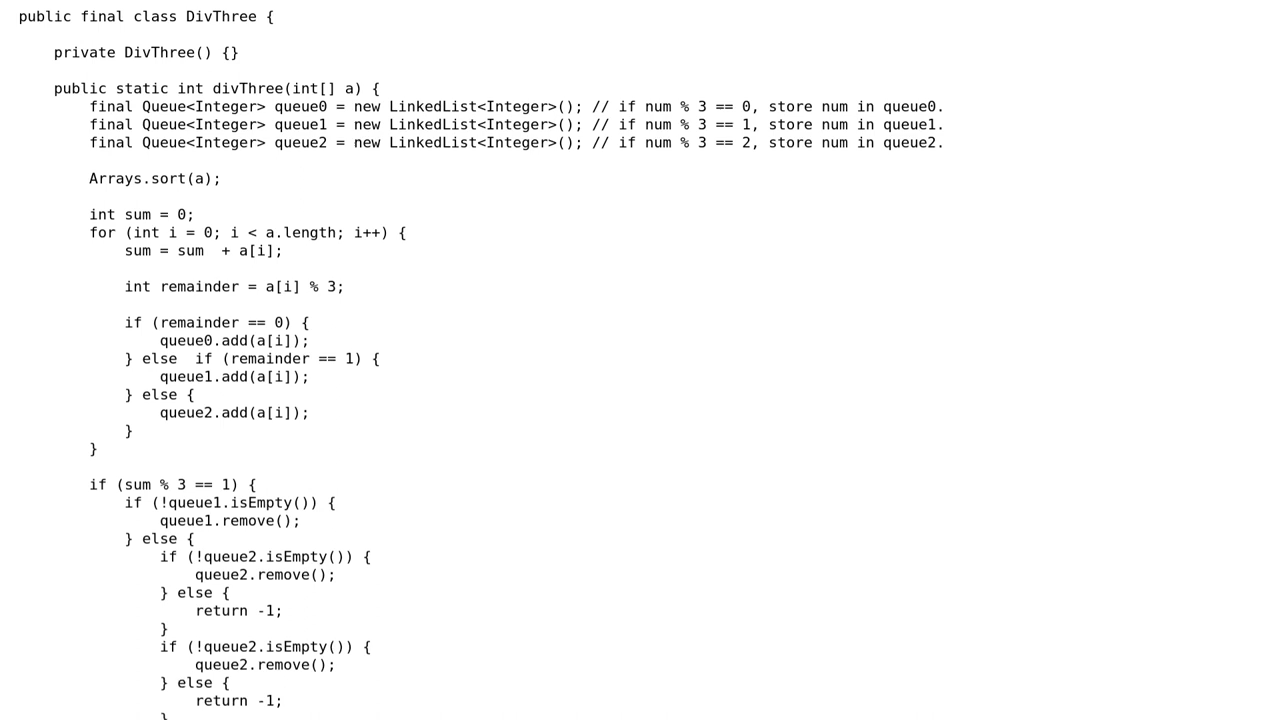 public final class DivThree {
private DivThree() {}
public static int divThree(int[] a) {
final Queue<Integer> queue0 = new LinkedList<Integer>(); // if num % 3 == 0, store num in queue0.
final Queue<Integer> queue1 = new LinkedList<Integer>(); // if num % 3 == 1, store num in queue1.
final Queue<Integer> queue2 = new LinkedList<Integer>(); // if num % 3 == 2, store num in queue2.
Arrays.sort(a);
int sum = 0;
for (int i = 0; i < a.length; i++) {
sum = sum  + a[i];
int remainder = a[i] % 3;
if (remainder == 0) {
queue0.add(a[i]);
} else  if (remainder == 1) {
queue1.add(a[i]);
} else {
queue2.add(a[i]);
}
}
if (sum % 3 == 1) {
if (!queue1.isEmpty()) {
queue1.remove();
} else {
if (!queue2.isEmpty()) {
queue2.remove();
} else {
return -1;
}
if (!queue2.isEmpty()) {
queue2.remove();
} else {
return -1;
}